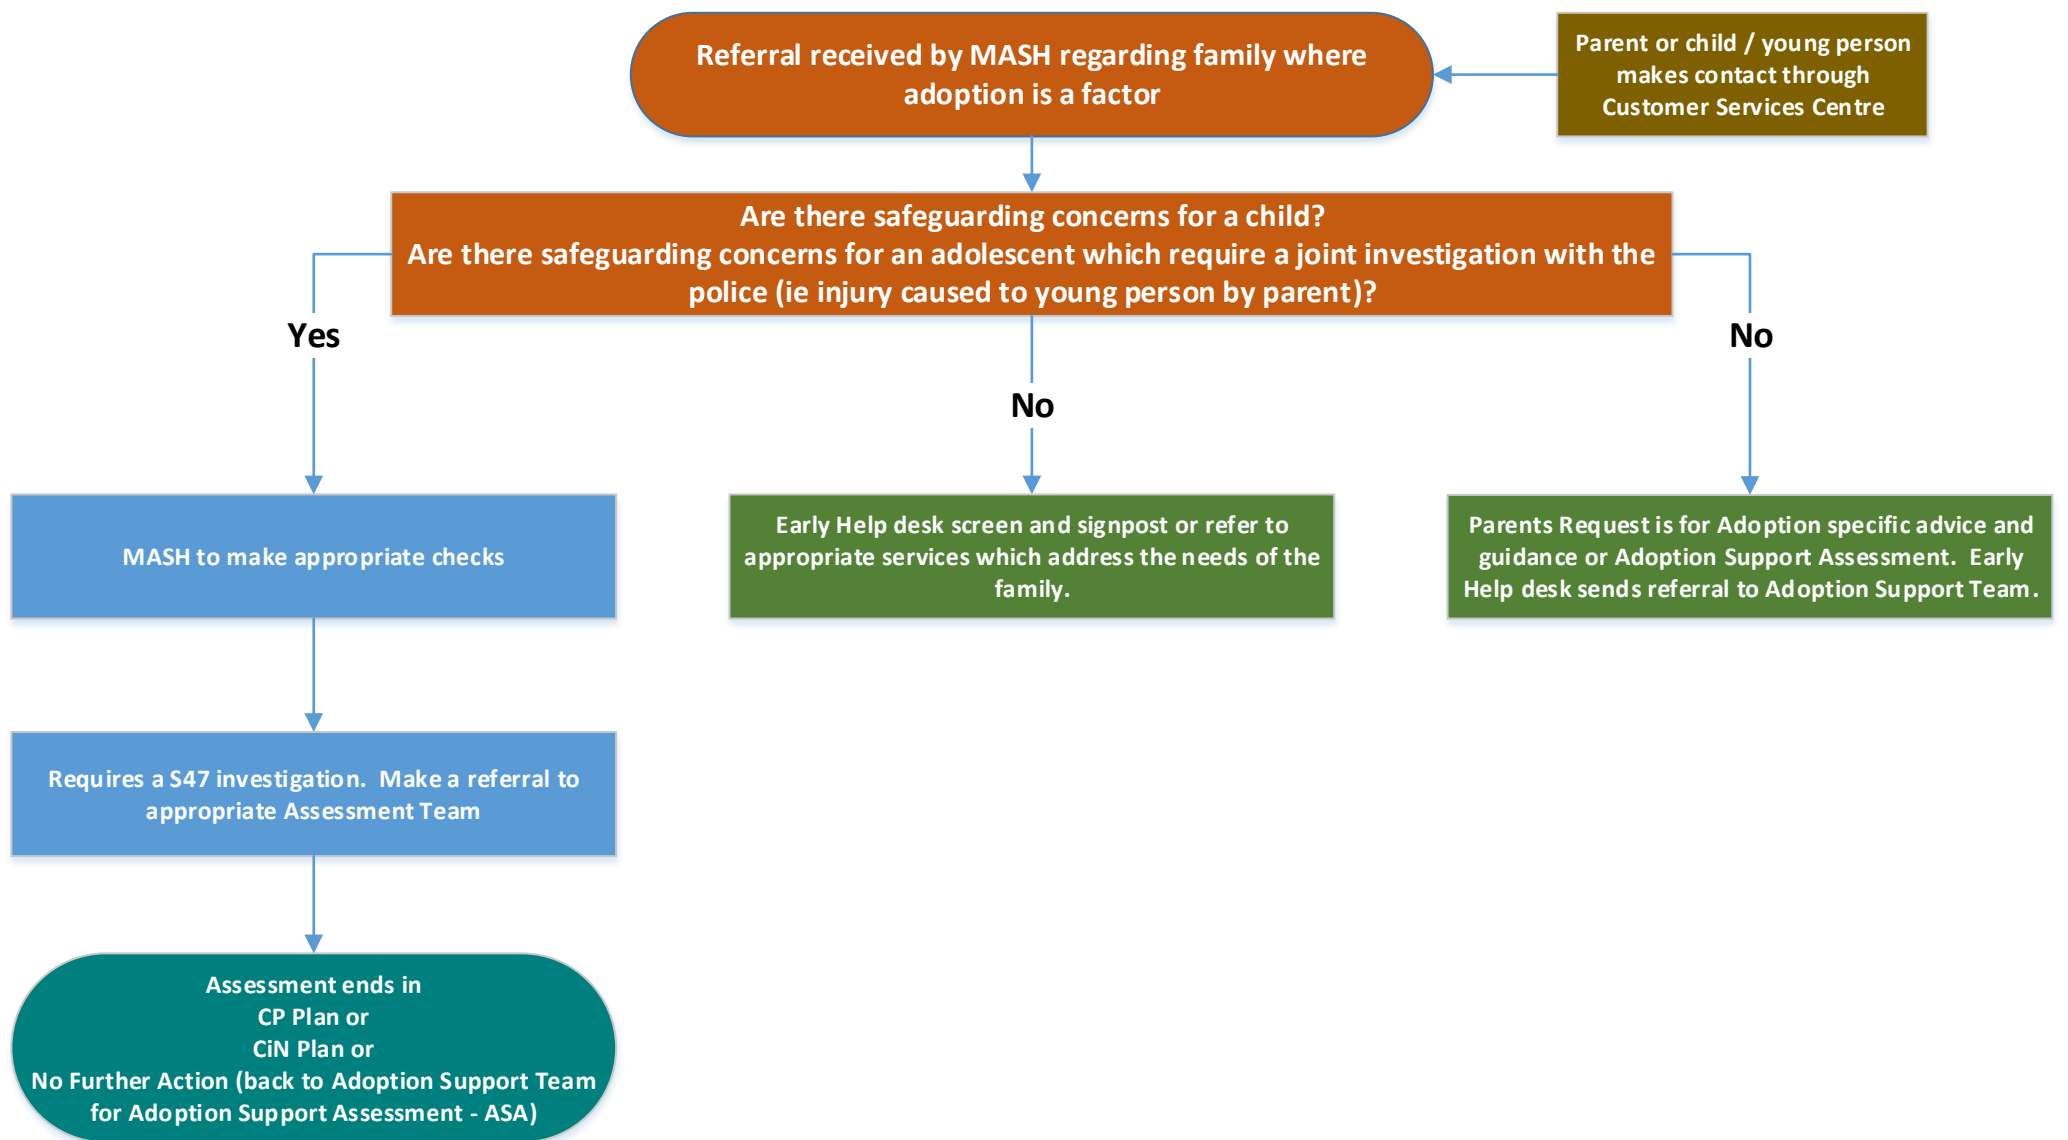 Referral received by MASH regarding family where
adoption is a factor
Parent or child / young person
makes contact through
Customer Services Centre
Are there safeguarding concerns for a child?
Are there safeguarding concerns for an adolescent which require a joint investigation with the
police (ie injury caused to young person by parent)?
Yes
No
No
MASH to make appropriate checks
Early Help desk screen and signpost or refer to
appropriate services which address the needs of the
family.
Parents Request is for Adoption specific advice and
guidance or Adoption Support Assessment. Early
Help desk sends referral to Adoption Support Team.
Requires a S47 investigation. Make a referral to
appropriate Assessment Team
Assessment ends in
CP Plan or
CiN Plan or
No Further Action (back to Adoption Support Team
for Adoption Support Assessment - ASA)